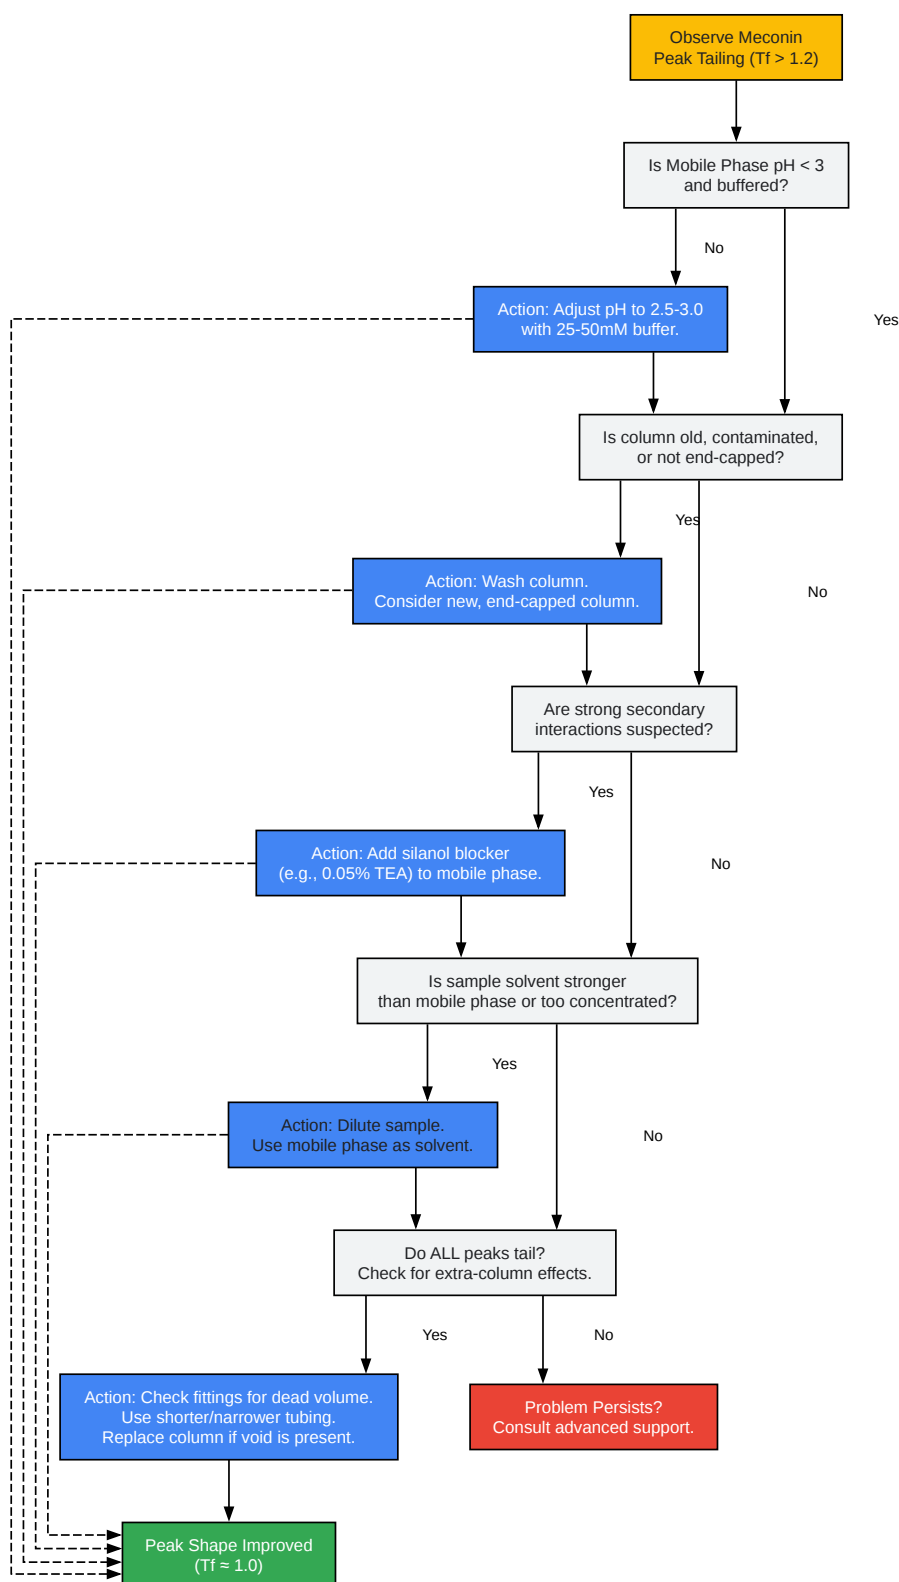 Observe Meconin
Peak Tailing (Tf > 1.2)
Is Mobile Phase pH < 3
and buffered?
No
Yes
Action: Adjust pH to 2.5-3.0
with 25-50mM buffer.
Is column old, contaminated,
or not end-capped?
Yes
No
Action: Wash column.
Consider new, end-capped column.
Are strong secondary
interactions suspected?
Yes
No
Action: Add silanol blocker
(e.g., 0.05% TEA) to mobile phase.
Is sample solvent stronger
than mobile phase or too concentrated?
Yes
No
Action: Dilute sample.
Use mobile phase as solvent.
Do ALL peaks tail?
Check for extra-column effects.
Yes
No
Action: Check fittings for dead volume.
Use shorter/narrower tubing.
Replace column if void is present.
Problem Persists?
Consult advanced support.
Peak Shape Improved
(Tf ≈ 1.0)